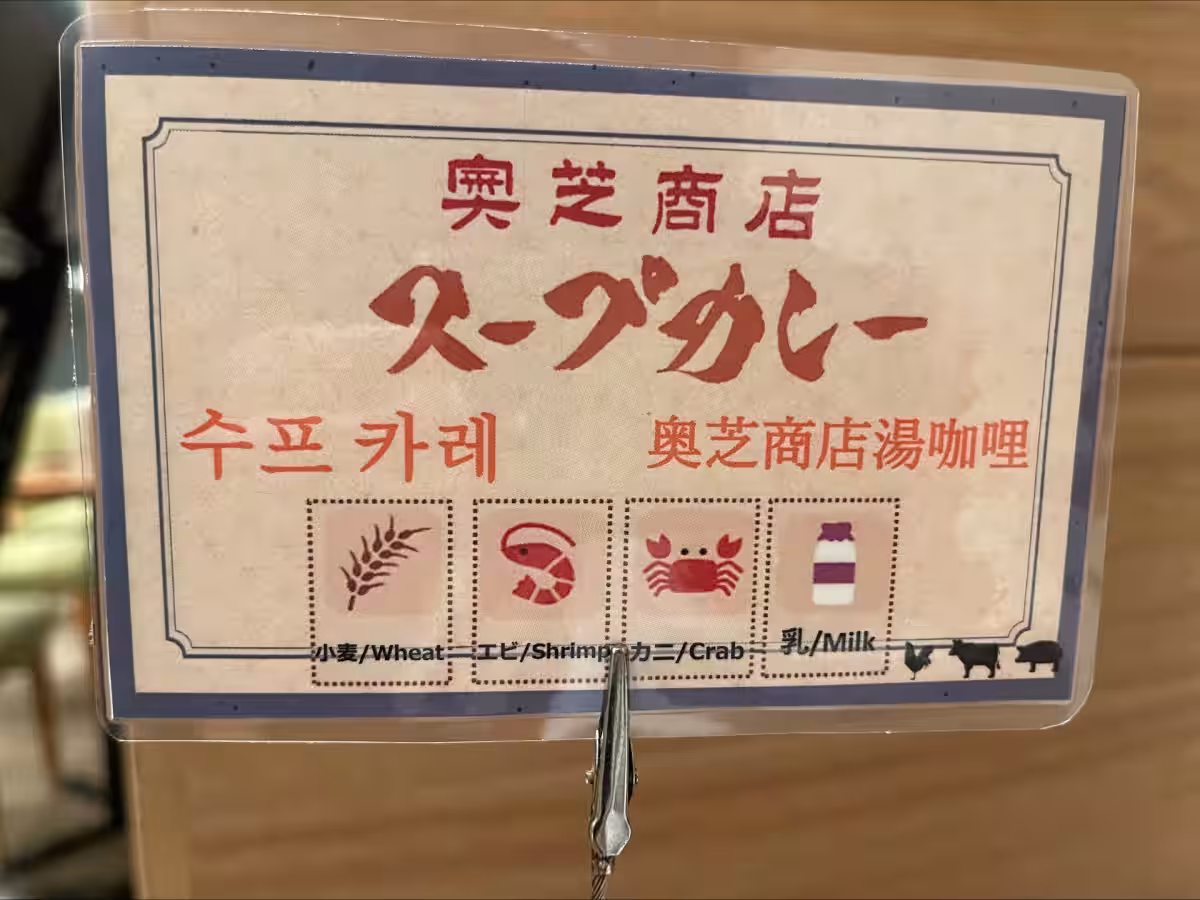 奥芝商店
スープカレー
수프 카레
奥芝商店湯咖哩
小麦/Wheat
エビ/Shrimp
カニ/Crab
乳/Milk